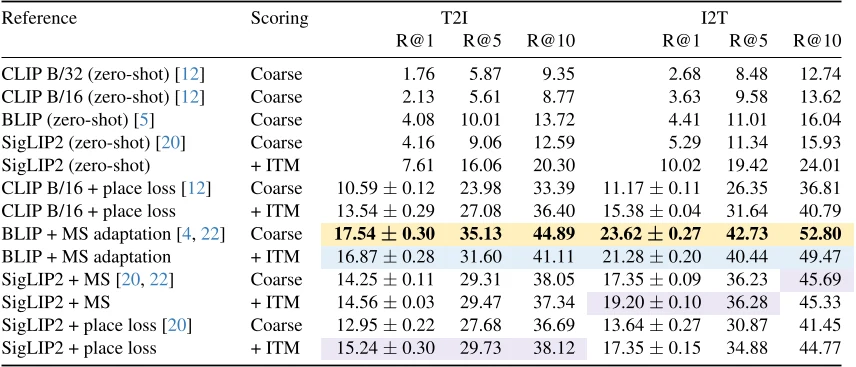 Reference Scoring T2I I2T
R@1 R@5 R@10 R@1 R@5 R@10
CLIP B/32 (zero-shot) [12] Coarse 1.76 5.87 9.35 2.68 8.48 12.74
CLIP B/16 (zero-shot) [12] Coarse 2.13 5.61 8.77 3.63 9.58 13.62
BLIP (zero-shot) [5] Coarse 4.08 10.01 13.72 4.41 11.01 16.04
SigLIP2 (zero-shot) [20] Coarse 4.16 9.06 12.59 5.29 11.34 15.93
SigLIP2 (zero-shot) + ITM 7.61 16.06 20.30 10.02 19.42 24.01
CLIP B/16 + place loss [12] Coarse 10.59 ± 0.12 23.98 33.39 11.17 ± 0.11 26.35 36.81
CLIP B/16 + place loss + ITM 13.54 ± 0.29 27.08 36.40 15.38 ± 0.04 31.64 40.79
BLIP + MS adaptation [4, 22] Coarse 17.54 ± 0.30 35.13 44.89 23.62 ± 0.27 42.73 52.80
BLIP + MS adaptation + ITM 16.87 ± 0.28 31.60 41.11 21.28 ± 0.20 40.44 49.47
SigLIP2 + MS [20, 22] Coarse 14.25 ± 0.11 29.31 38.05 17.35 ± 0.09 36.23 45.69
SigLIP2 + MS + ITM 14.56 ± 0.03 29.47 37.34 19.20 ± 0.10 36.28 45.33
SigLIP2 + place loss [20] Coarse 12.95 ± 0.22 27.68 36.69 13.64 ± 0.27 30.87 41.45
SigLIP2 + place loss + ITM 15.24 ± 0.30 29.73 38.12 17.35 ± 0.15 34.88 44.77